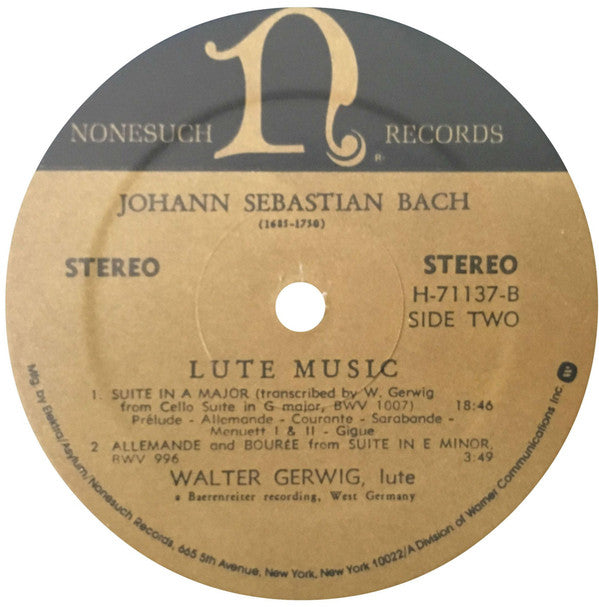 n
NONESUCH RECORDS
R
JOHANN SEBASTIAN BACH
(1685-1750)
STEREO STEREO
H-71137-B
SIDE TWO
LUTE MUSIC
1. SUITE IN A MAJOR (transcribed by W. Gerwig
from Cello Suite in G major, BWV 1007) 18:46
Prélude - Allemande - Courante - Sarabande -
Menuett I & II - Gigue
2 ALLEMANDE and BOURÉE from SUITE IN E MINOR,
BWV 996 3:49
WALTER GERWIG, lute
a Baerenreiter recording, West Germany
Mfg. by Elektra/Asylum/Nonesuch Records, 665 5th Avenue, New York, New York 10022/A Division of Warner Communications Inc.